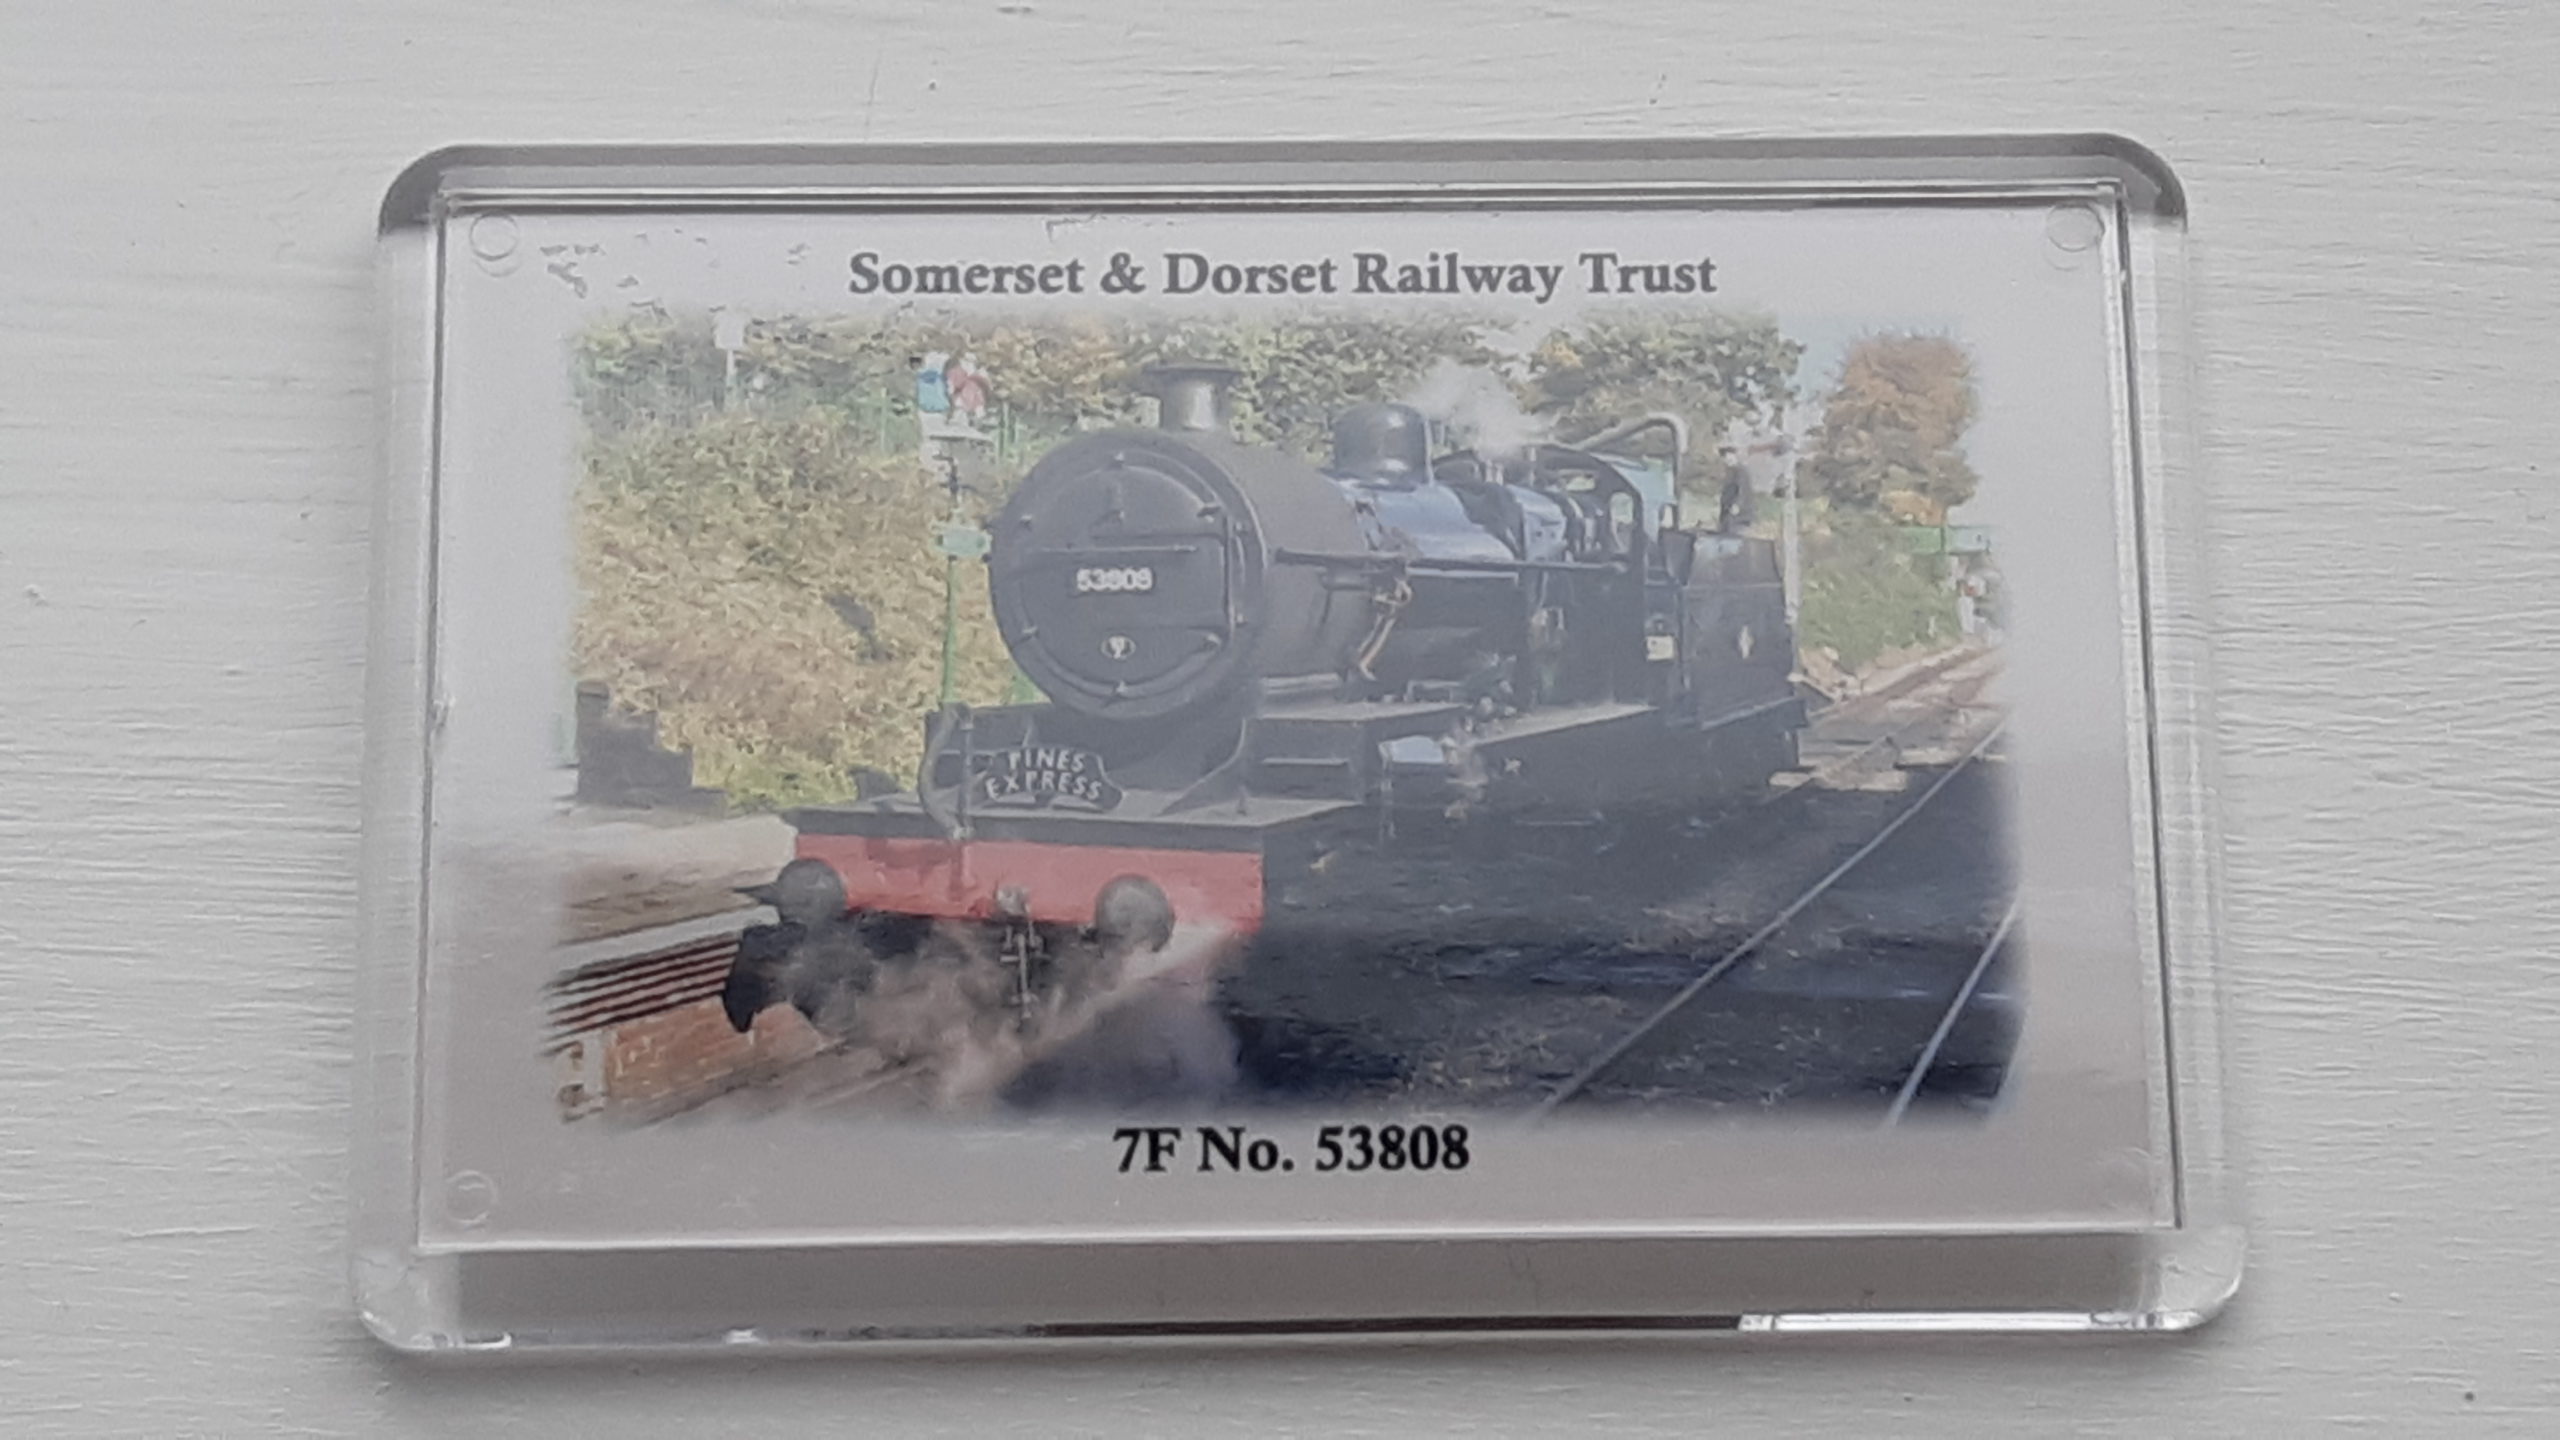 Somerset & Dorset Railway Trust
53808
PINES
EXPRESS
7F No. 53808